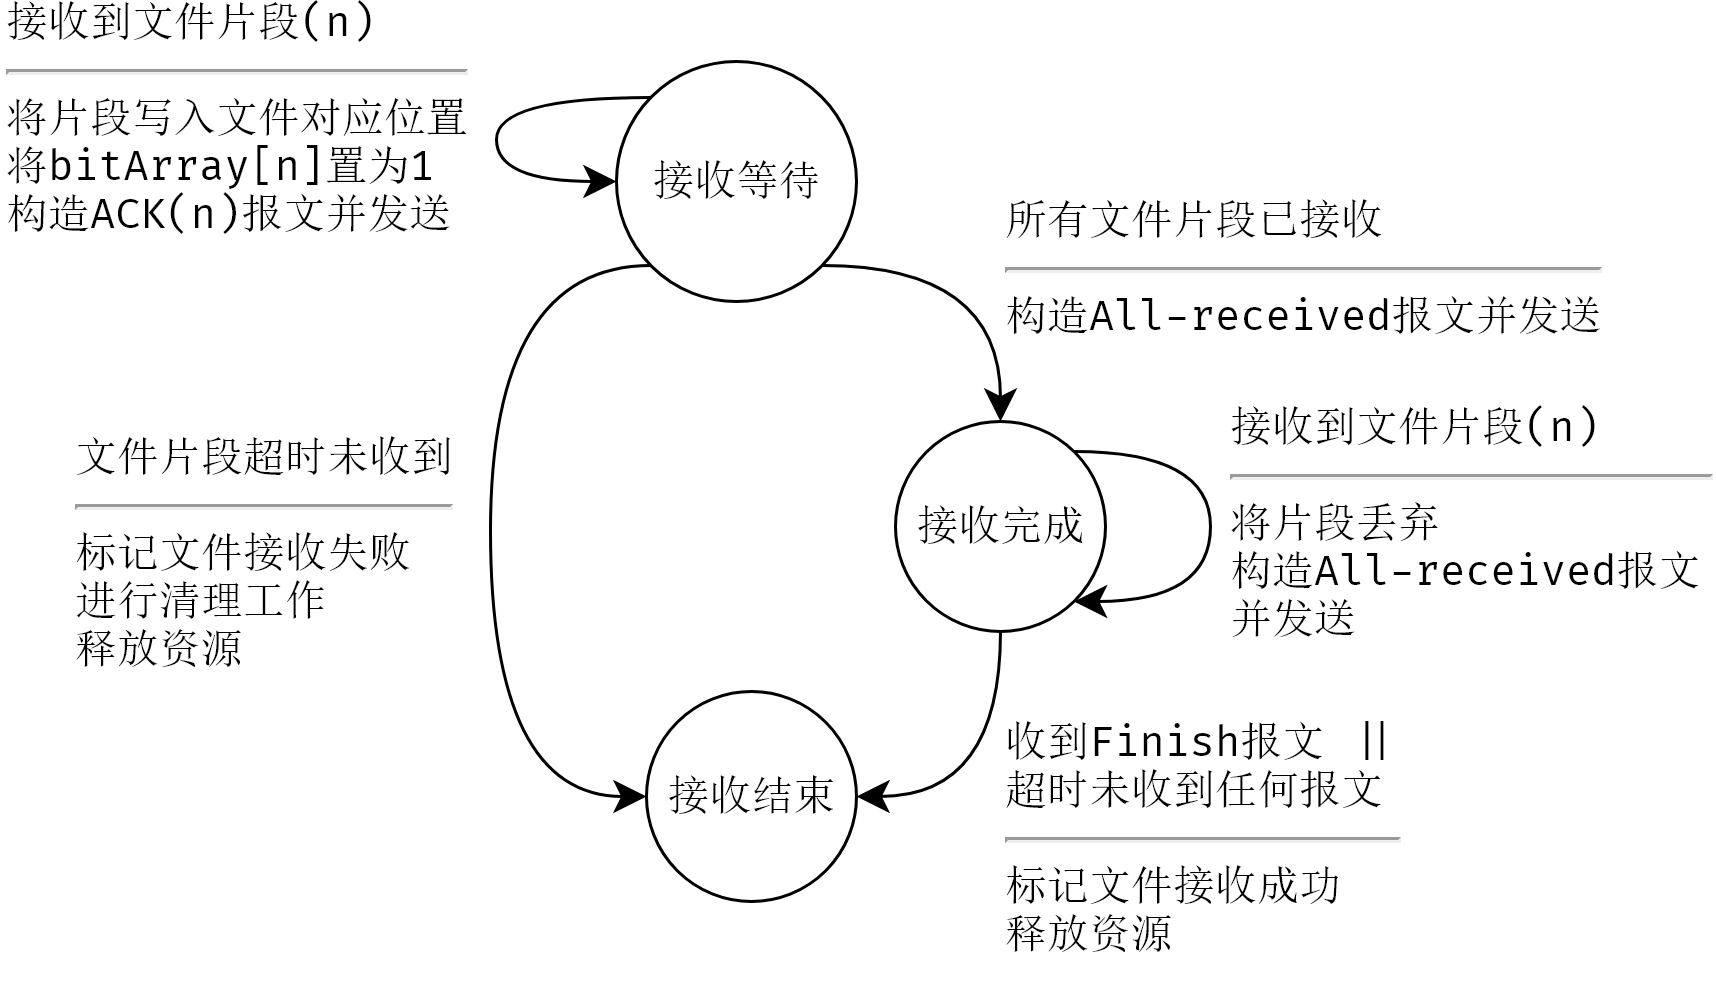 接收到文件片段(n)
将片段写入文件对应位置
将bitArray[n]置为1
构造ACK(n)报文并发送
接收等待
所有文件片段已接收
构造All-received报文并发送
文件片段超时未收到
标记文件接收失败
进行清理工作
释放资源
接收完成
接收到文件片段(n)
将片段丢弃
构造All-received报文
并发送
接收结束
收到Finish报文 ||
超时未收到任何报文
标记文件接收成功
释放资源